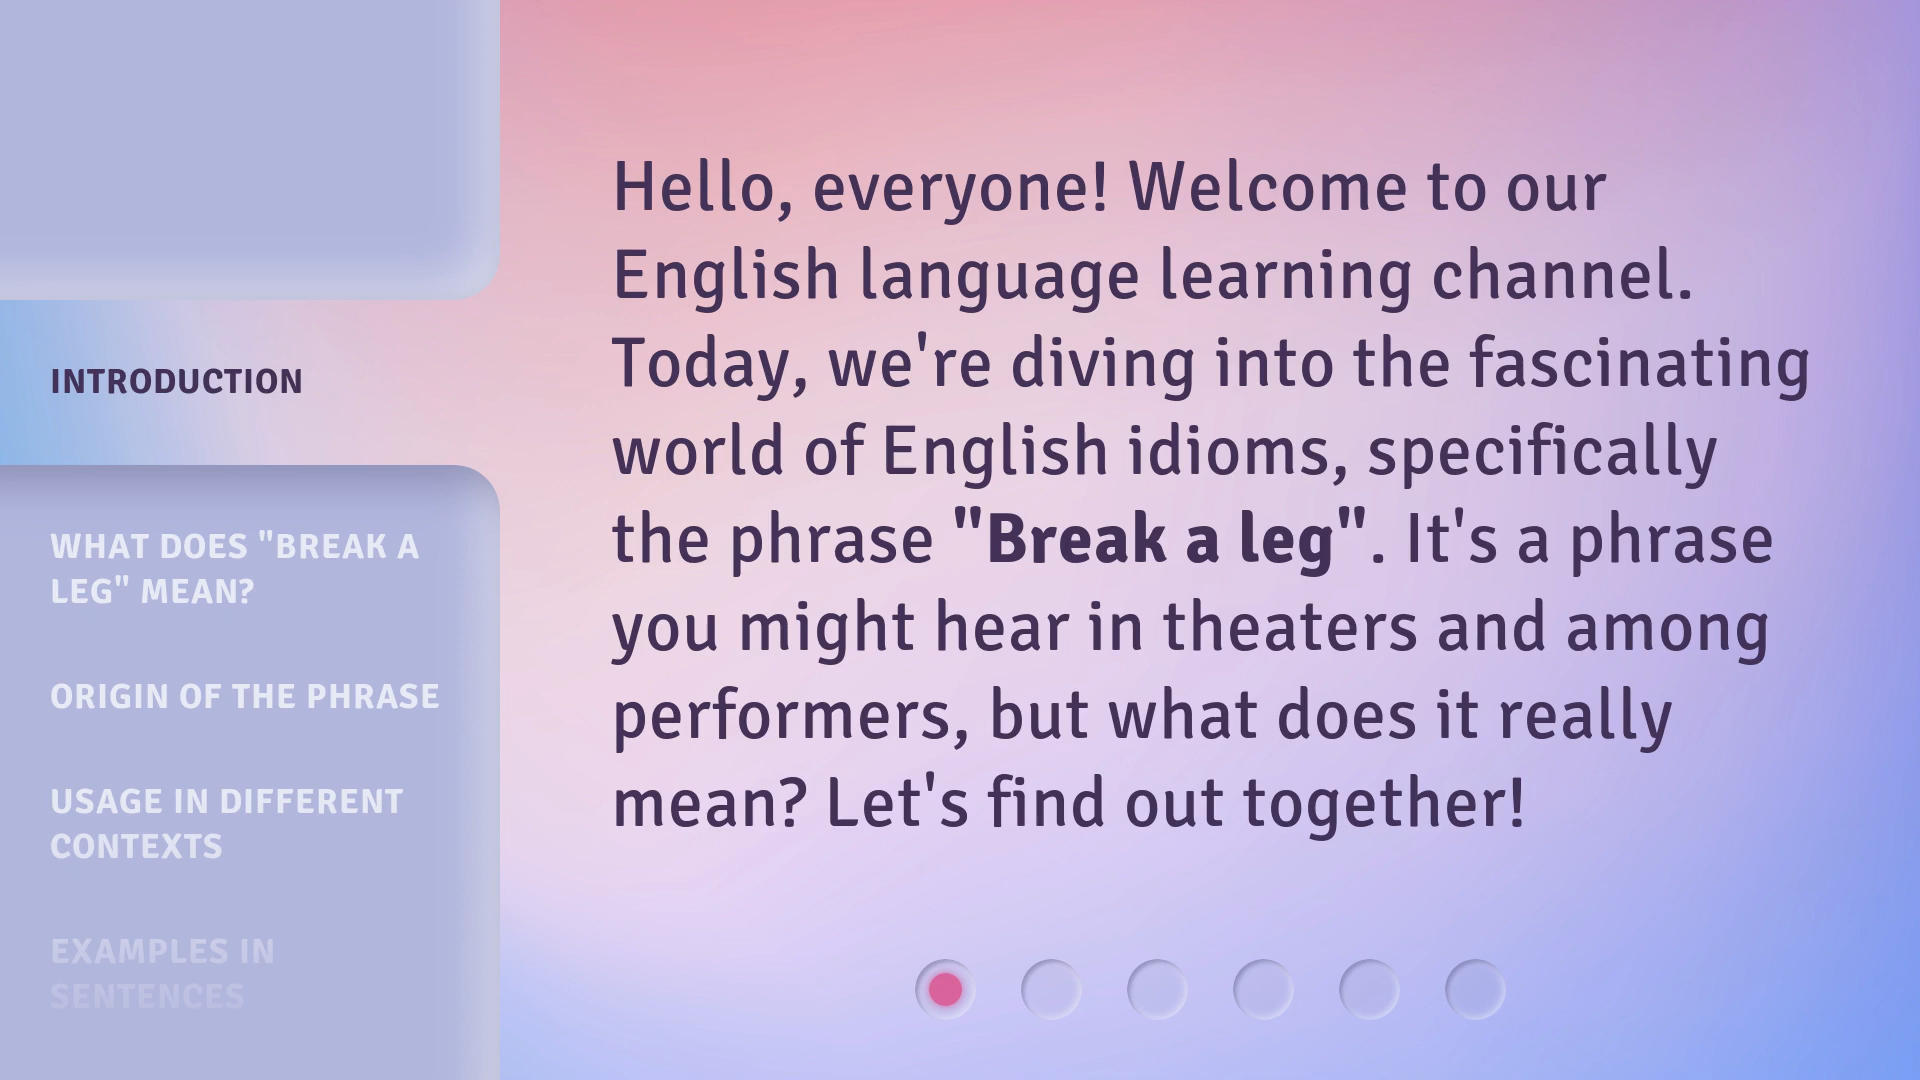 INTRODUCTION
WHAT DOES "BREAK A
LEG" MEAN?
ORIGIN OF THE PHRASE
USAGE IN DIFFERENT
CONTEXTS
EXAMPLES IN
SENTENCES
Hello, everyone! Welcome to our
English language learning channel.
Today, we're diving into the fascinating
world of English idioms, specifically
the phrase "Break a leg". It's a phrase
you might hear in theaters and among
performers, but what does it really
mean? Let's find out together!